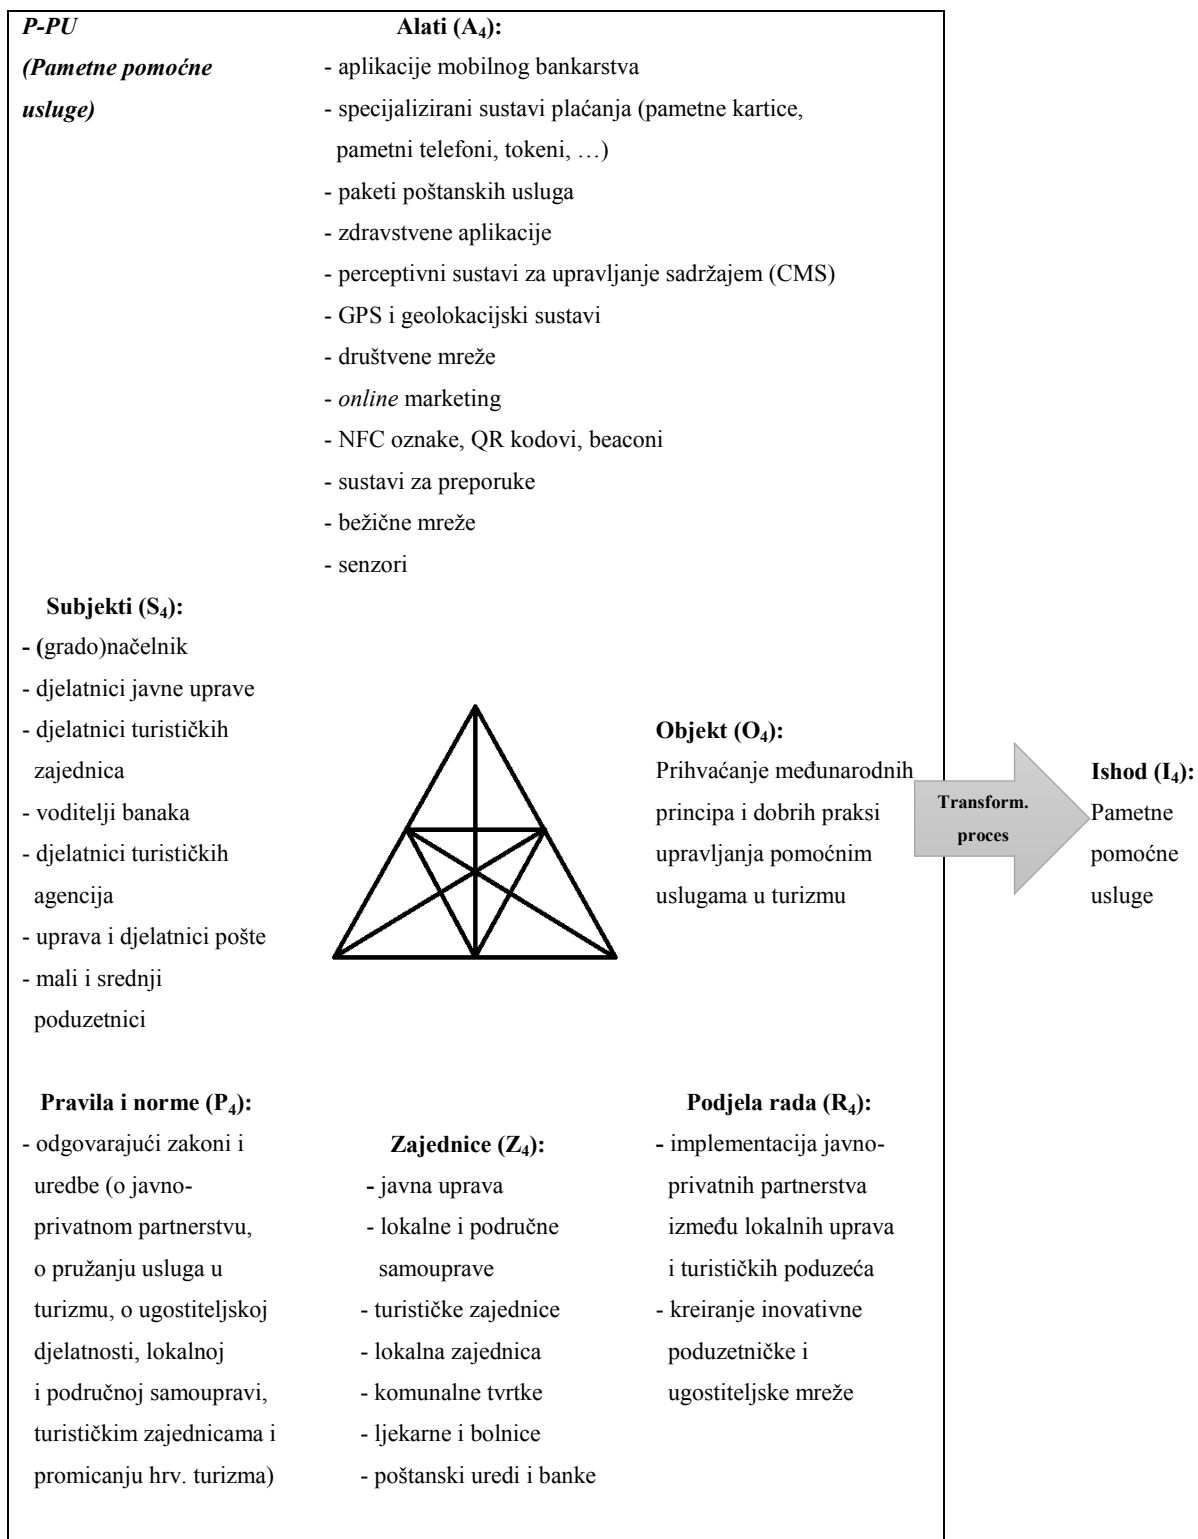 P-PU
(Pametne pomoćne
usluge)
Alati (A4):
- aplikacije mobilnog bankarstva
- specijalizirani sustavi plaćanja (pametne kartice,
pametni telefoni, tokeni, …)
- paketi poštanskih usluga
- zdravstvene aplikacije
- perceptivni sustavi za upravljanje sadržajem (CMS)
- GPS i geolokacijski sustavi
- društvene mreže
- online marketing
- NFC oznake, QR kodovi, beaconi
- sustavi za preporuke
- bežične mreže
- senzori
Subjekti (S4):
- (grado)načelnik
- djelatnici javne uprave
- djelatnici turističkih
zajednica
- voditelji banaka
- djelatnici turističkih
agencija
- uprava i djelatnici pošte
- mali i srednji
poduzetnici
Objekt (O4):
Prihvaćanje međunarodnih
principa i dobrih praksi
upravljanja pomoćnim
uslugama u turizmu
Transform.
proces
Ishod (I4):
Pametne
pomoćne
usluge
Pravila i norme (P4):
- odgovarajući zakoni i
uredbe (o javno-
privatnom partnerstvu,
o pružanju usluga u
turizmu, o ugostiteljskoj
djelatnosti, lokalnoj
i područnoj samoupravi,
turističkim zajednicama i
promicanju hrv. turizma)
Zajednice (Z4):
- javna uprava
- lokalne i područne
samouprave
- turističke zajednice
- lokalna zajednica
- komunalne tvrtke
- ljekarne i bolnice
- poštanski uredi i banke
Podjela rada (R4):
- implementacija javno-
privatnih partnerstva
između lokalnih uprava
i turističkih poduzeća
- kreiranje inovativne
poduzetničke i
ugostiteljske mreže